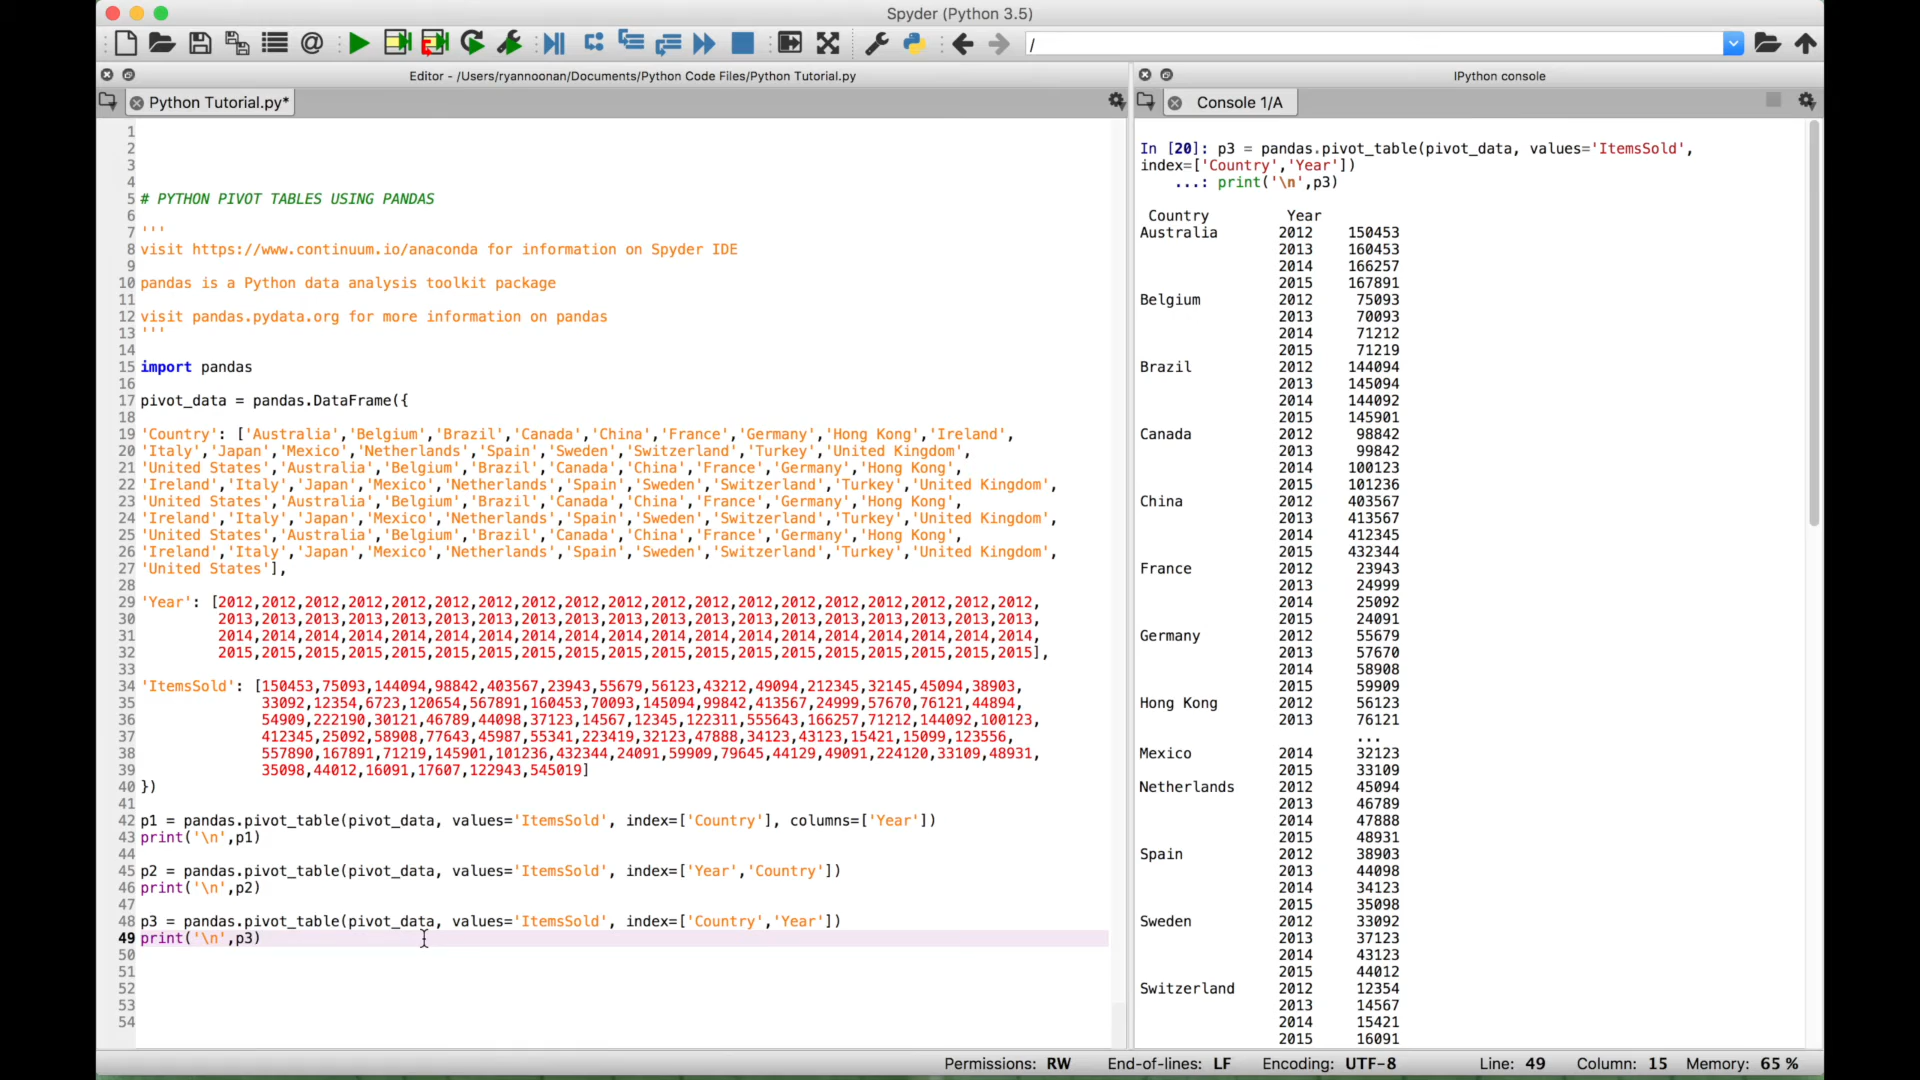 Spyder (Python 3.5)
/
Editor - /Users/ryannoonan/Documents/Python Code Files/Python Tutorial.py
Python Tutorial.py*
1
2
3
4
5 # PYTHON PIVOT TABLES USING PANDAS
6
7 '''
8 visit https://www.continuum.io/anaconda for information on Spyder IDE
9
10 pandas is a Python data analysis toolkit package
11
12 visit pandas.pydata.org for more information on pandas
13 '''
14
15 import pandas
16
17 pivot_data = pandas.DataFrame({
18
19 'Country': ['Australia','Belgium','Brazil','Canada','China','France','Germany','Hong Kong','Ireland',
20 'Italy','Japan','Mexico','Netherlands','Spain','Sweden','Switzerland','Turkey','United Kingdom',
21 'United States','Australia','Belgium','Brazil','Canada','China','France','Germany','Hong Kong',
22 'Ireland','Italy','Japan','Mexico','Netherlands','Spain','Sweden','Switzerland','Turkey','United Kingdom',
23 'United States','Australia','Belgium','Brazil','Canada','China','France','Germany','Hong Kong',
24 'Ireland','Italy','Japan','Mexico','Netherlands','Spain','Sweden','Switzerland','Turkey','United Kingdom',
25 'United States','Australia','Belgium','Brazil','Canada','China','France','Germany','Hong Kong',
26 'Ireland','Italy','Japan','Mexico','Netherlands','Spain','Sweden','Switzerland','Turkey','United Kingdom',
27 'United States'],
28
29 'Year': [2012,2012,2012,2012,2012,2012,2012,2012,2012,2012,2012,2012,2012,2012,2012,2012,2012,2012,2012,
30 2013,2013,2013,2013,2013,2013,2013,2013,2013,2013,2013,2013,2013,2013,2013,2013,2013,2013,2013,
31 2014,2014,2014,2014,2014,2014,2014,2014,2014,2014,2014,2014,2014,2014,2014,2014,2014,2014,2014,
32 2015,2015,2015,2015,2015,2015,2015,2015,2015,2015,2015,2015,2015,2015,2015,2015,2015,2015,2015],
33
34 'ItemsSold': [150453,75093,144094,98842,403567,23943,55679,56123,43212,49094,212345,32145,45094,38903,
35 33092,12354,6723,120654,567891,160453,70093,145094,99842,413567,24999,57670,76121,44894,
36 54909,222190,30121,46789,44098,37123,14567,12345,122311,555643,166257,71212,144092,100123,
37 412345,25092,58908,77643,45987,55341,223419,32123,47888,34123,43123,15421,15099,123556,
38 557890,167891,71219,145901,101236,432344,24091,59909,79645,44129,49091,224120,33109,48931,
39 35098,44012,16091,17607,122943,545019]
40 })
41
42 p1 = pandas.pivot_table(pivot_data, values='ItemsSold', index=['Country'], columns=['Year'])
43 print('\n',p1)
44
45 p2 = pandas.pivot_table(pivot_data, values='ItemsSold', index=['Year','Country'])
46 print('\n',p2)
47
48 p3 = pandas.pivot_table(pivot_data, values='ItemsSold', index=['Country','Year'])
49 print('\n',p3)
50
51
52
53
54
IPython console
Console 1/A
In [20]: p3 = pandas.pivot_table(pivot_data, values='ItemsSold',
index=['Country','Year'])
...: print('\n',p3)
Country Year
Australia 2012 150453
2013 160453
2014 166257
2015 167891
Belgium 2012 75093
2013 70093
2014 71212
2015 71219
Brazil 2012 144094
2013 145094
2014 144092
2015 145901
Canada 2012 98842
2013 99842
2014 100123
2015 101236
China 2012 403567
2013 413567
2014 412345
2015 432344
France 2012 23943
2013 24999
2014 25092
2015 24091
Germany 2012 55679
2013 57670
2014 58908
2015 59909
Hong Kong 2012 56123
2013 76121
...
Mexico 2014 32123
2015 33109
Netherlands 2012 45094
2013 46789
2014 47888
2015 48931
Spain 2012 38903
2013 44098
2014 34123
2015 35098
Sweden 2012 33092
2013 37123
2014 43123
2015 44012
Switzerland 2012 12354
2013 14567
2014 15421
2015 16091
Permissions: RW End-of-lines: LF Encoding: UTF-8 Line: 49 Column: 15 Memory: 65 %